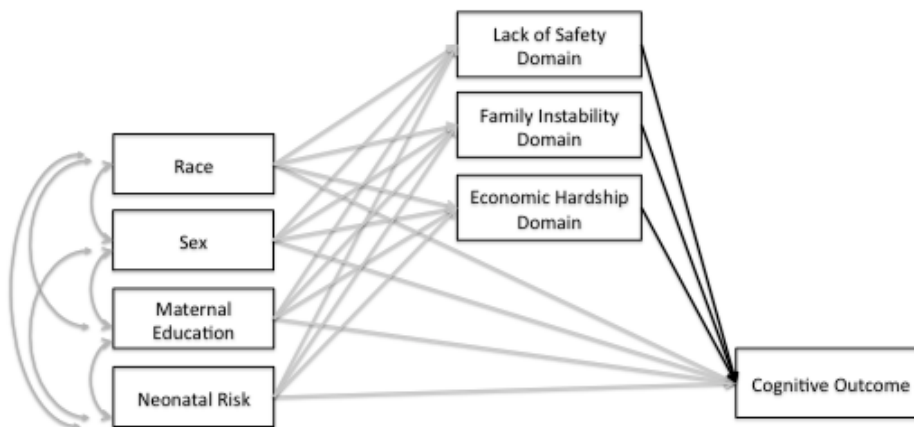 Lack of Safety
Domain
Family Instability
Domain
Economic Hardship
Domain
Race
Sex
Maternal
Education
Neonatal Risk
Cognitive Outcome